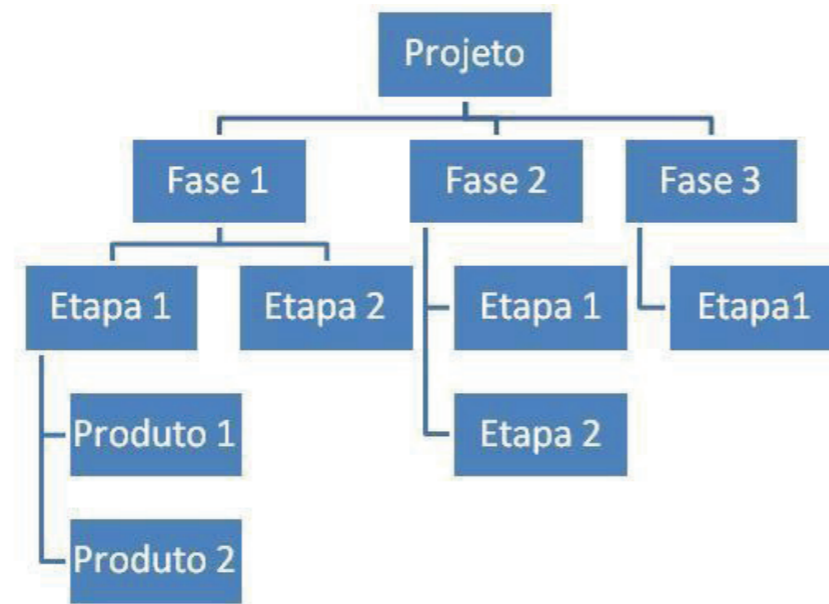 Projeto
Fase 1
Fase 2
Fase 3
Etapa 1
Etapa 2
Etapa 1
Etapa1
Produto 1
Etapa 2
Produto 2